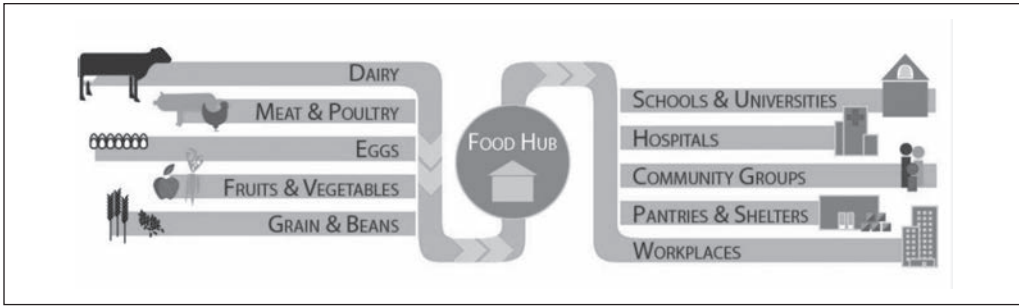 DAIRY
MEAT & POULTRY
EGGS
FRUITS & VEGETABLES
GRAIN & BEANS
FOOD HUB
SCHOOLS & UNIVERSITIES
HOSPITALS
COMMUNITY GROUPS
PANTRIES & SHELTERS
WORKPLACES